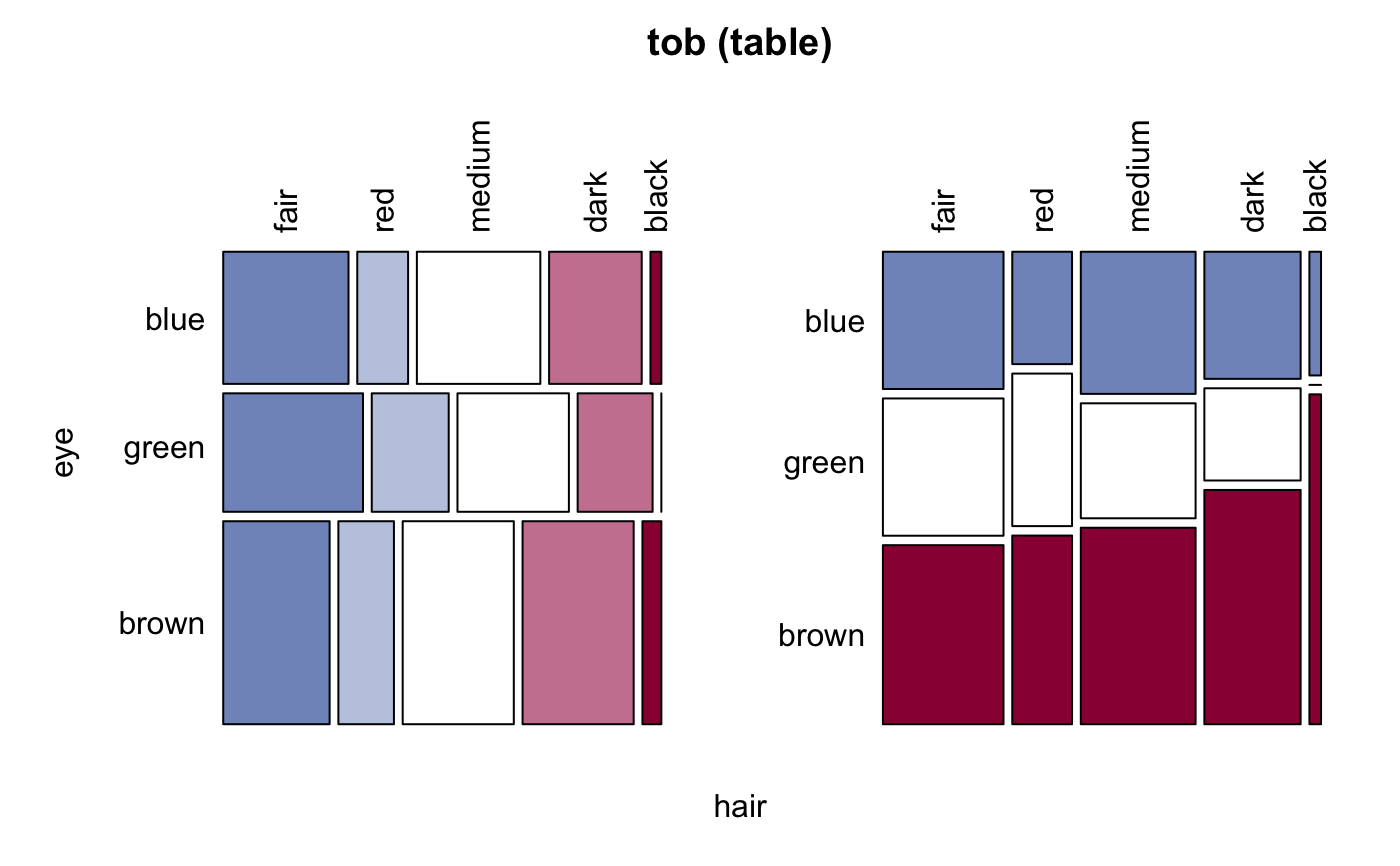 tob (table)
fair
red
medium
dark
black
blue
green
brown
eye
fair
red
medium
dark
black
blue
green
brown
hair